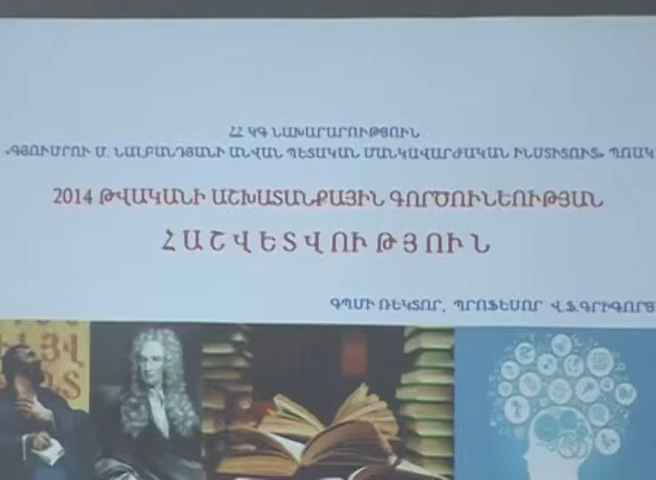 ՀՀ ԿԳ ՆԱԽԱՐԱՐՈՒԹՅՈՒՆ
«ԳՅՈՒՄՐՈՒ Մ. ՆԱԼԲԱՆԴՅԱՆԻ ԱՆՎԱՆ ՊԵՏԱԿԱՆ ՄԱՆԿԱՎԱՐԺԱԿԱՆ ԻՆՍՏԻՏՈՒՏ» ՊՈԱԿ
2014 ԹՎԱԿԱՆԻ ԱՇԽԱՏԱՆՔԱՅԻՆ ԳՈՐԾՈՒՆԵՈՒԹՅԱՆ
ՀԱՇՎԵՏՎՈՒԹՅՈՒՆ
ԳՊՄԻ ՌԵԿՏՈՐ, ՊՐՈՖԵՍՈՐ Վ.Ֆ.ԳՐԻԳՈՐՅ